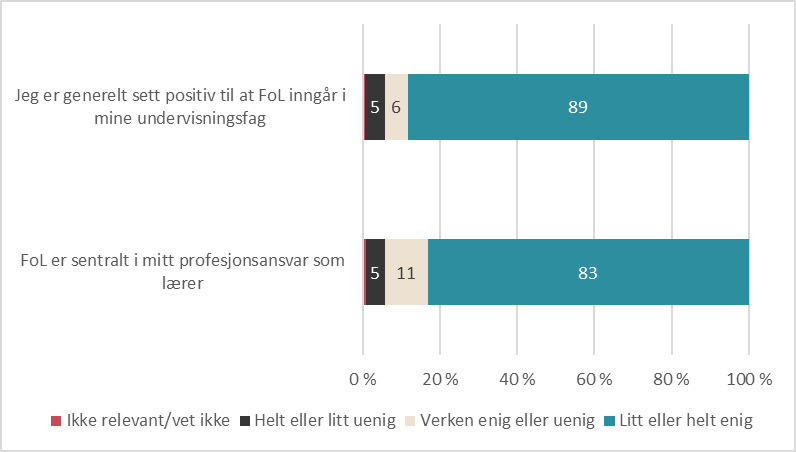 Jeg er generelt sett positiv til at FoL inngår i
mine undervisningsfag
5 6 89
FoL er sentralt i mitt profesjonsansvar som
lærer
5 11 83
0 % 20 % 40 % 60 % 80 % 100 %
Ikke relevant/vet ikke Helt eller litt uenig Verken enig eller uenig Litt eller helt enig